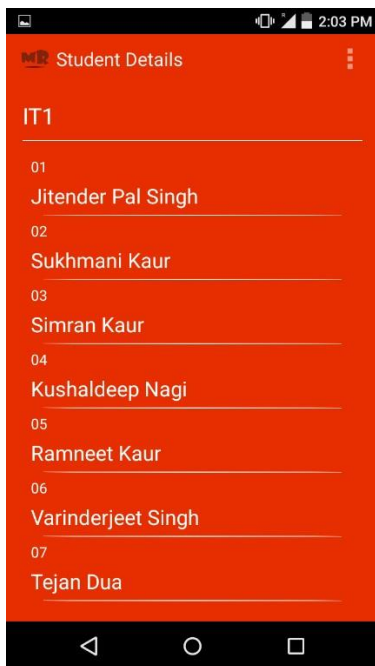 2:03 PM
MR Student Details
IT1
01
Jitender Pal Singh
02
Sukhmani Kaur
03
Simran Kaur
04
Kushaldeep Nagi
05
Ramneet Kaur
06
Varinderjeet Singh
07
Tejan Dua